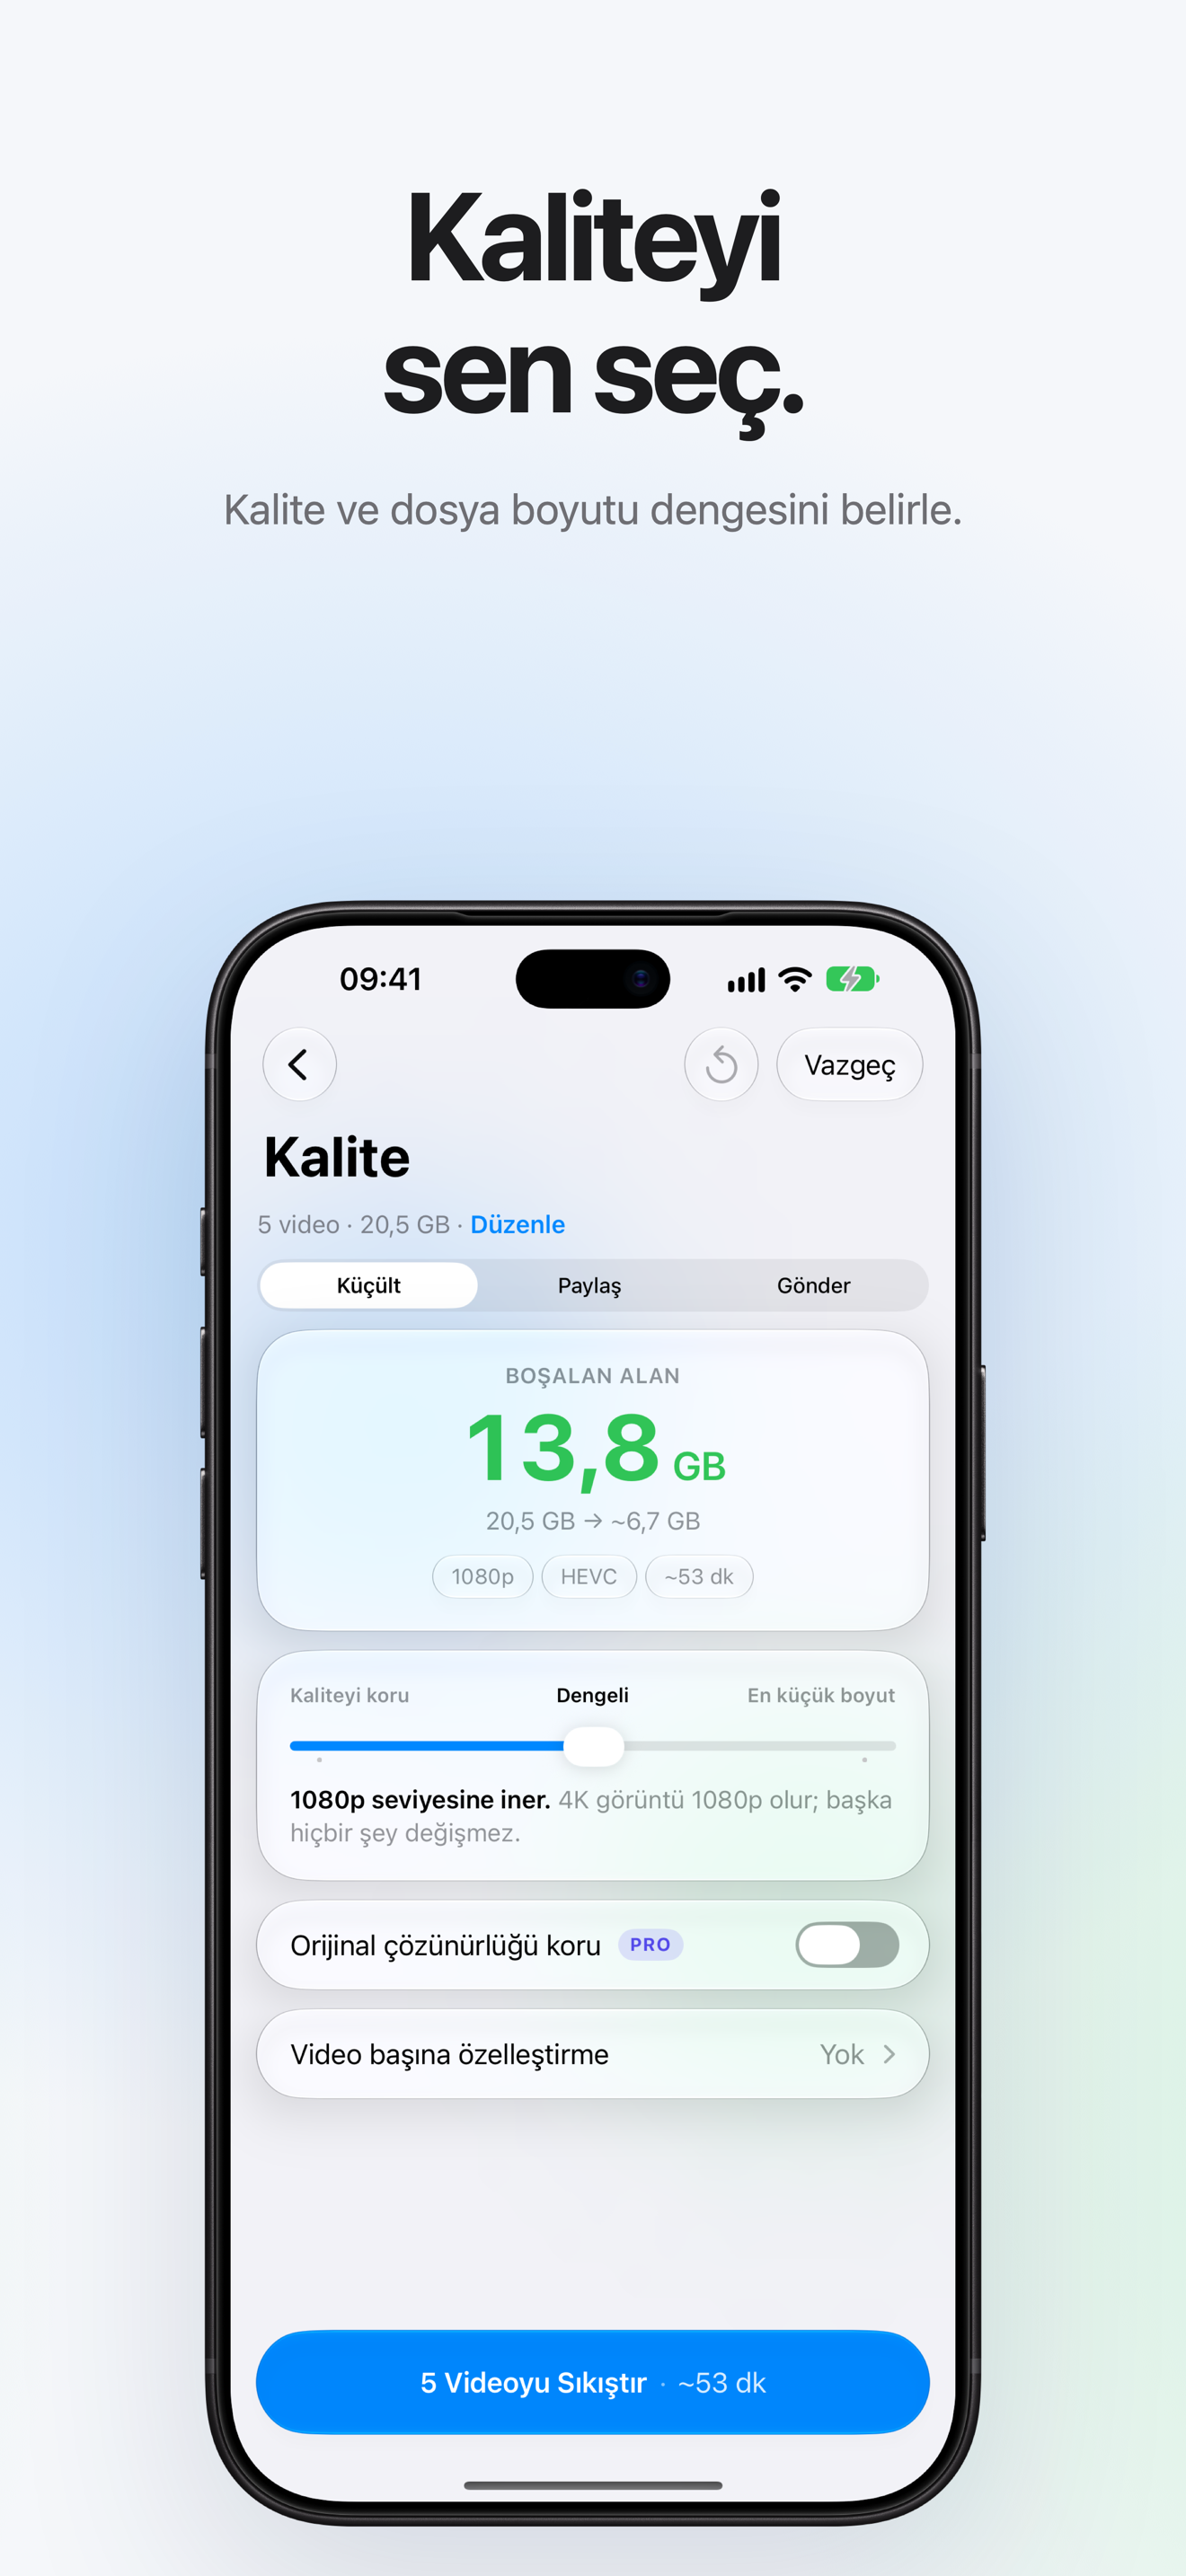 Kaliteyi
sen seç.
Kalite ve dosya boyutu dengesini belirle.
09:41
Vazgeç
Kalite
5 video · 20,5 GB · Düzenle
Küçült Paylaş Gönder
BOŞALAN ALAN
13,8 GB
20,5 GB → ~6,7 GB
1080p HEVC ~53 dk
Kaliteyi koru Dengeli En küçük boyut
1080p seviyesine iner. 4K görüntü 1080p olur; başka
hiçbir şey değişmez.
Orijinal çözünürlüğü koru PRO
Video başına özelleştirme Yok
5 Videoyu Sıkıştır · ~53 dk